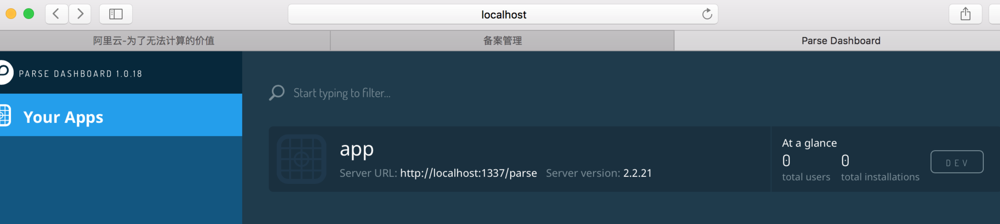 localhost
阿里云-为了无法计算的价值 备案管理 Parse Dashboard
PARSE DASHBOARD 1.0.18
Start typing to filter...
Your Apps
app
Server URL: http://localhost:1337/parse Server version: 2.2.21
At a glance
0 0
total users total installations
DEV